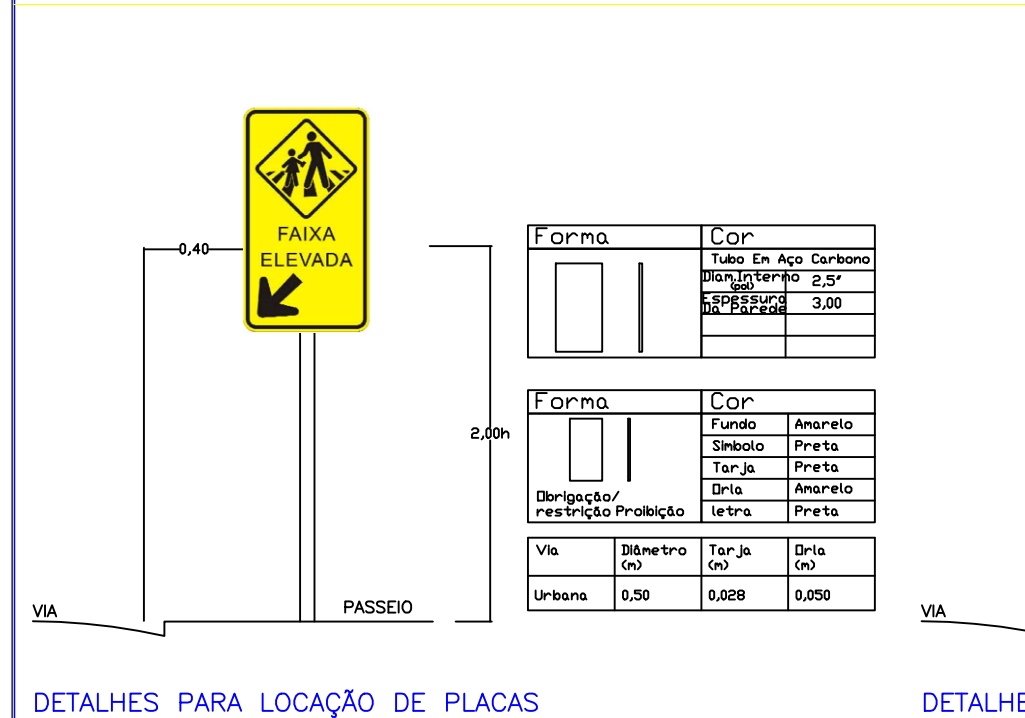 FAIXA
ELEVADA
0,40
2,00h
VIA
PASSEIO
Forma Cor
Tubo Em Aço Carbono
Diam.Interno
(pol)
2,5"
Espessura
Da Parede
3,00
Forma Cor
Fundo Amarelo
Simbolo Preta
Tarja Preta
Orla Amarelo
letra Preta
Obrigação/
restrição Proibição
Via Diâmetro Tarja Orla
(m) (m) (m)
Urbana 0,50 0,028 0,050
VIA
DETALHES PARA LOCAÇÃO DE PLACAS
DETALHE